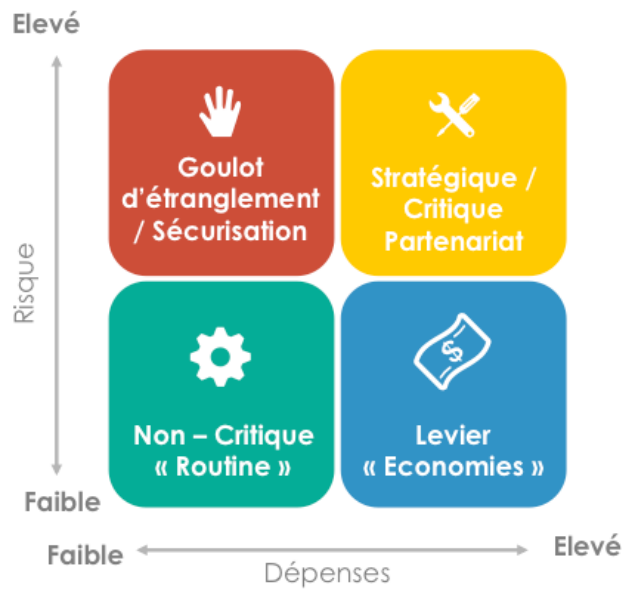 Elevé
Goulot
d'étranglement
/ Sécurisation
Stratégique /
Critique
Partenariat
Risque
Non – Critique
« Routine »
Levier
« Economies »
$
Faible
Faible
Elevé
Dépenses